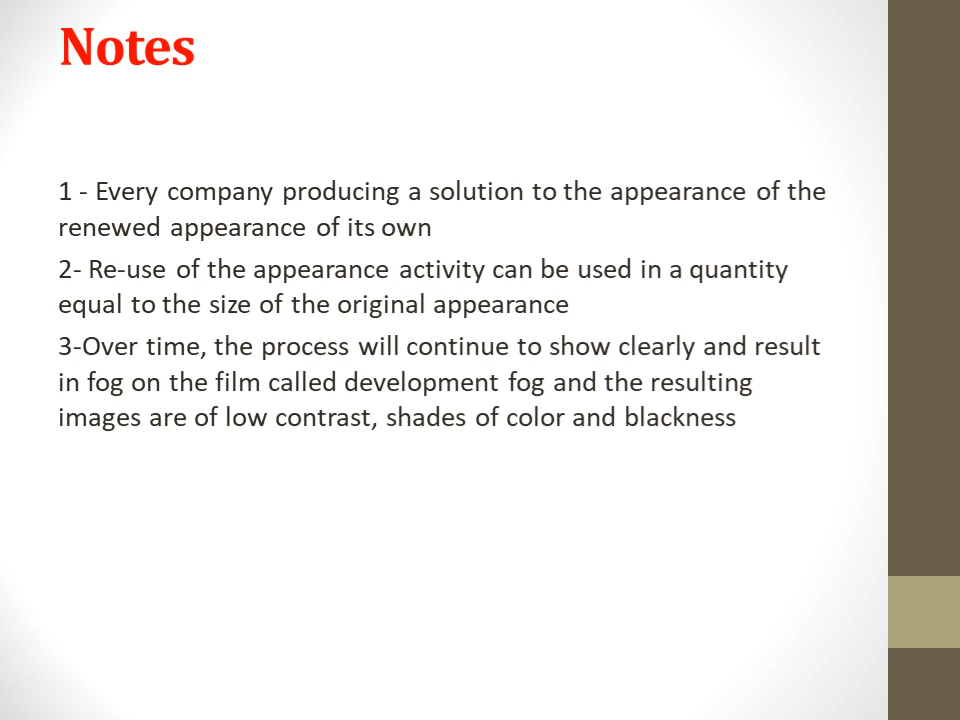 Notes
1 - Every company producing a solution to the appearance of the
renewed appearance of its own
2- Re-use of the appearance activity can be used in a quantity
equal to the size of the original appearance
3-Over time, the process will continue to show clearly and result
in fog on the film called development fog and the resulting
images are of low contrast, shades of color and blackness